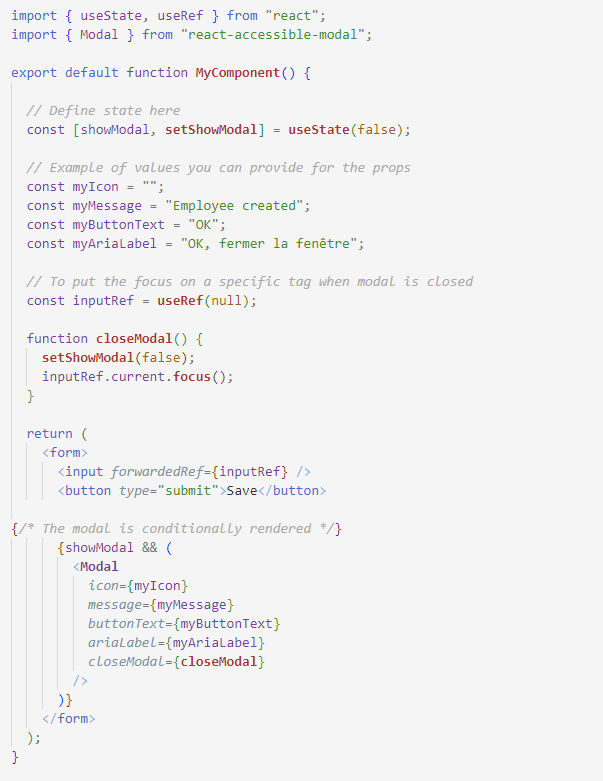 import { useState, useRef } from "react";
import { Modal } from "react-accessible-modal";
export default function MyComponent() {
// Define state here
const [showModal, setShowModal] = useState(false);
// Example of values you can provide for the props
const myIcon = "";
const myMessage = "Employee created";
const myButtonText = "OK";
const myAriaLabel = "OK, fermer la fenêtre";
// To put the focus on a specific tag when modal is closed
const inputRef = useRef(null);
function closeModal() {
setShowModal(false);
inputRef.current.focus();
}
return (
<form>
<input forwardedRef={inputRef} />
<button type="submit">Save</button>
{/* The modal is conditionally rendered */}
{showModal && (
<Modal
icon={myIcon}
message={myMessage}
buttonText={myButtonText}
ariaLabel={myAriaLabel}
closeModal={closeModal}
/>
)}
</form>
);
}